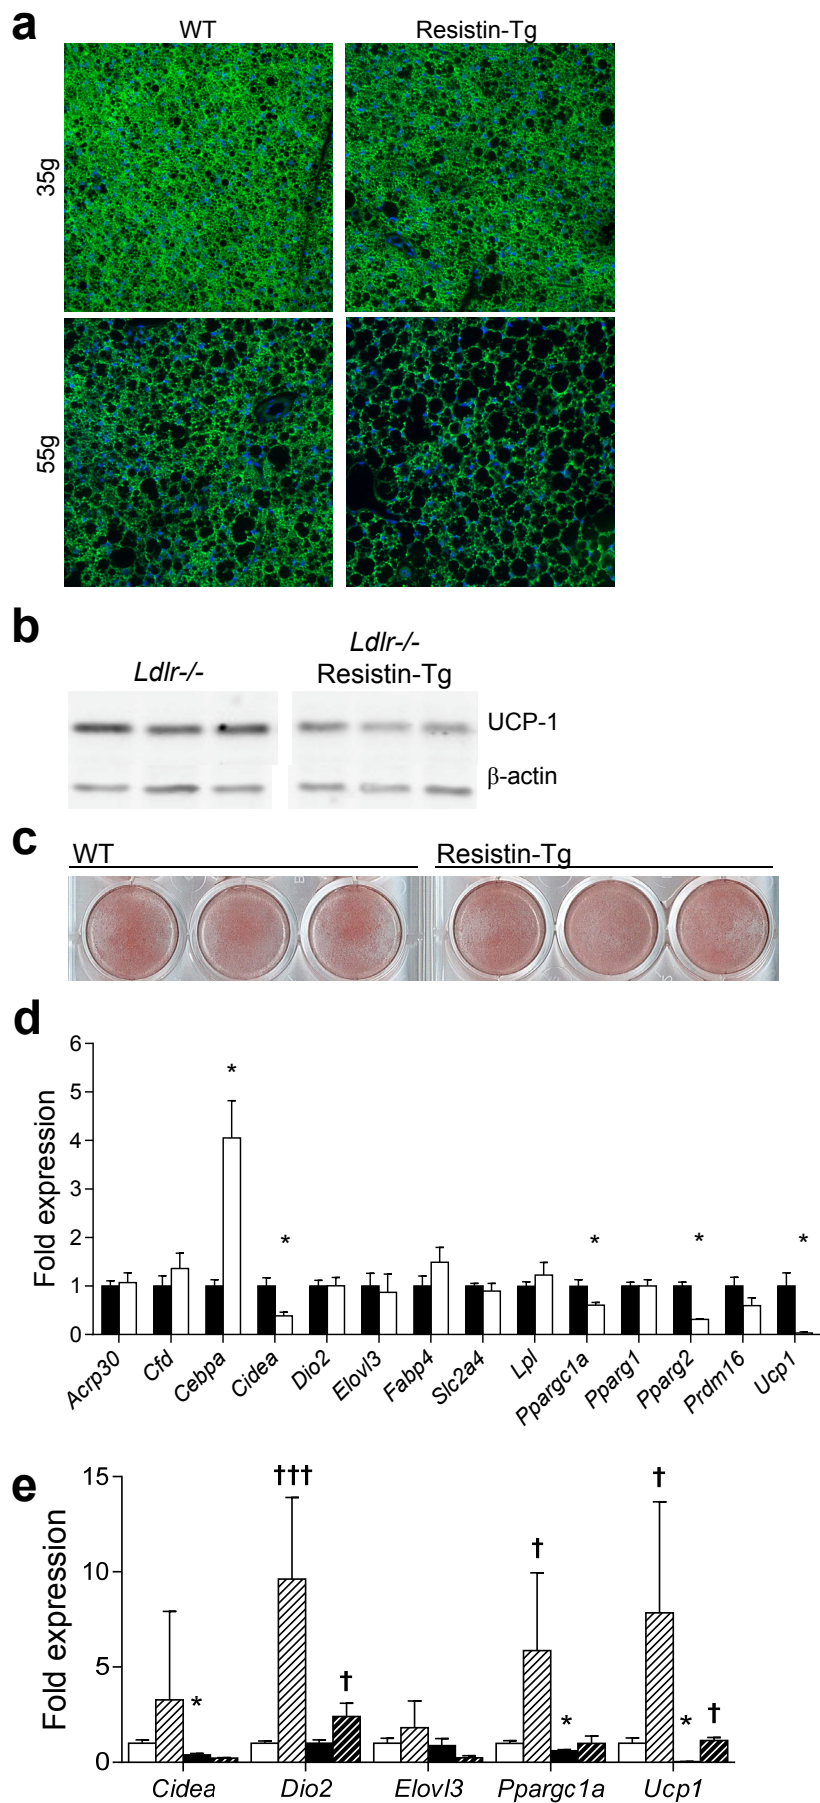 a
WT
Resistin-Tg
35g
55g
b
Ldlr-/-
Ldlr-/-
Resistin-Tg
UCP-1
β-actin
c
WT
Resistin-Tg
d
Fold expression
6
5
4
3
2
1
0
*
*
*
*
*
Acrp30
Cfd
Cebpa
Cidea
Dio2
Elovl3
Fabp4
Slc2a4
Lpl
Ppargc1a
Pparg1
Pparg2
Prdm16
Ucp1
e
Fold expression
15
10
5
0
*
†††
†
†
*
†
*
†
Cidea
Dio2
Elovl3
Ppargc1a
Ucp1